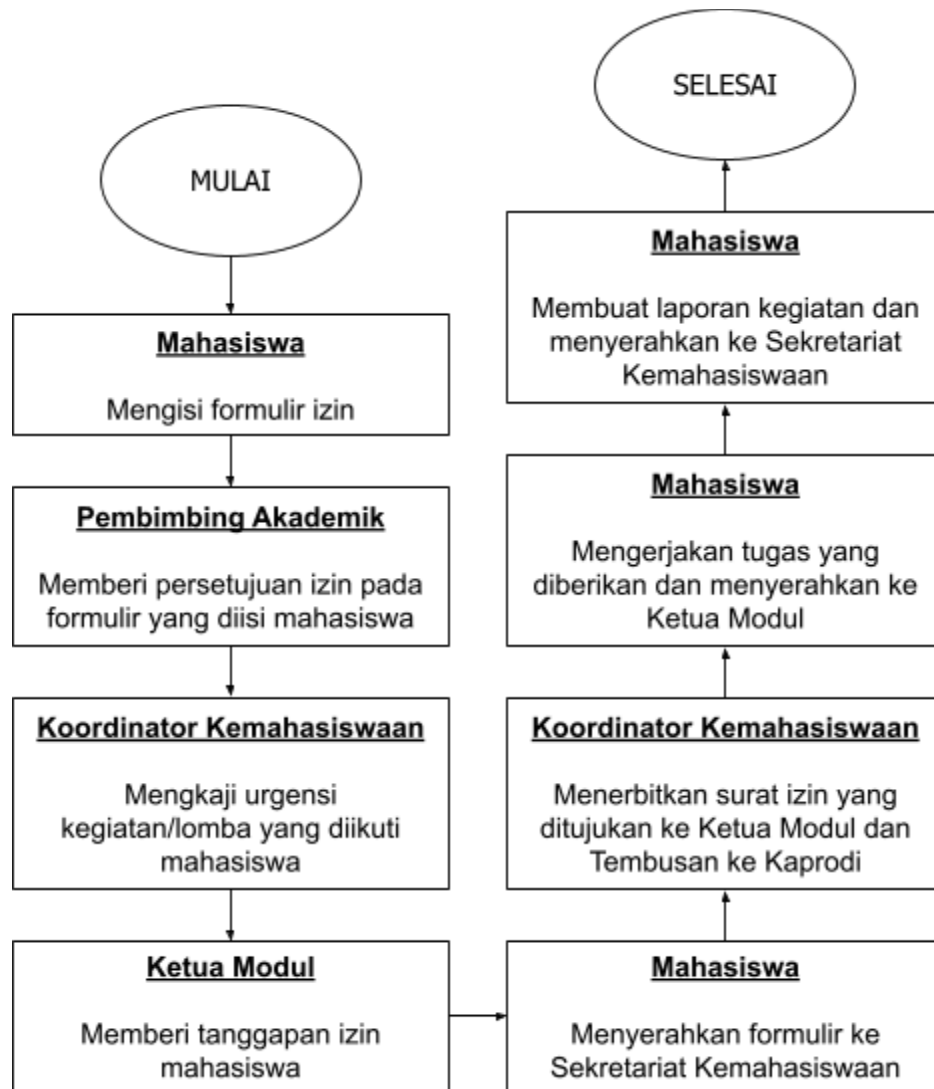 MULAI
Mahasiswa
Mengisi formulir izin
Pembimbing Akademik
Memberi persetujuan izin pada
formulir yang diisi mahasiswa
Koordinator Kemahasiswaan
Mengkaji urgensi
kegiatan/lomba yang diikuti
mahasiswa
Ketua Modul
Memberi tanggapan izin
mahasiswa
Mahasiswa
Menyerahkan formulir ke
Sekretariat Kemahasiswaan
Koordinator Kemahasiswaan
Menerbitkan surat izin yang
ditujukan ke Ketua Modul dan
Tembusan ke Kaprodi
Mahasiswa
Mengerjakan tugas yang
diberikan dan menyerahkan ke
Ketua Modul
Mahasiswa
Membuat laporan kegiatan dan
menyerahkan ke Sekretariat
Kemahasiswaan
SELESAI